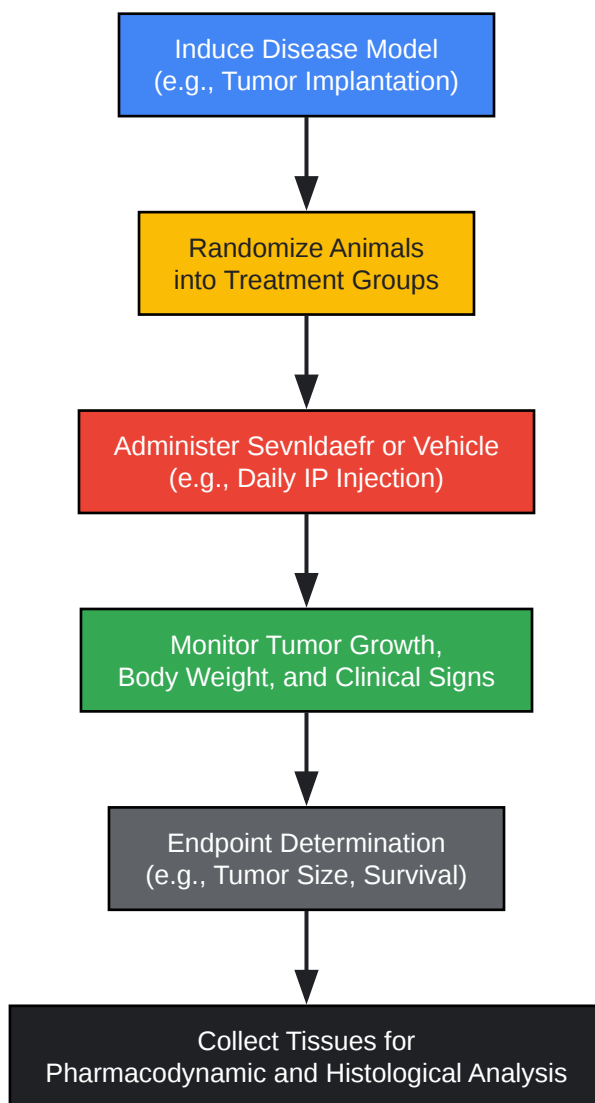 Induce Disease Model
(e.g., Tumor Implantation)
Randomize Animals
into Treatment Groups
Administer Sevnldaefr or Vehicle
(e.g., Daily IP Injection)
Monitor Tumor Growth,
Body Weight, and Clinical Signs
Endpoint Determination
(e.g., Tumor Size, Survival)
Collect Tissues for
Pharmacodynamic and Histological Analysis